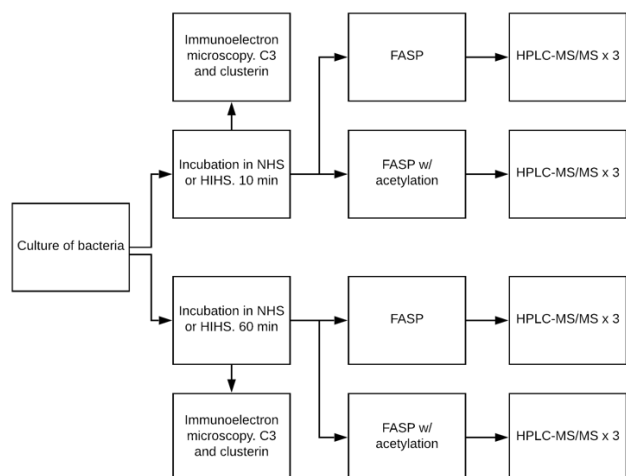 Immunoelectron
microscopy. C3
and clusterin
FASP
HPLC-MS/MS x 3
Incubation in NHS
or HIHS. 10 min
FASP w/
acetylation
HPLC-MS/MS x 3
Culture of bacteria
Incubation in NHS
or HIHS. 60 min
FASP
HPLC-MS/MS x 3
Immunoelectron
microscopy. C3
and clusterin
FASP w/
acetylation
HPLC-MS/MS x 3